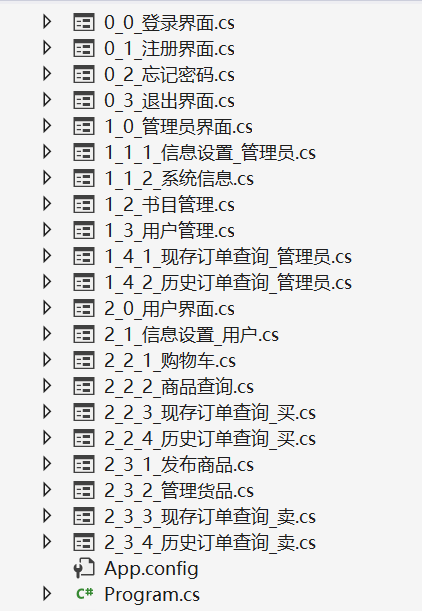 0_0_登录界面.cs
0_1_注册界面.cs
0_2_忘记密码.cs
0_3_退出界面.cs
1_0_管理员界面.cs
1_1_1_信息设置_管理员.cs
1_1_2_系统信息.cs
1_2_书目管理.cs
1_3_用户管理.cs
1_4_1_现存订单查询_管理员.cs
1_4_2_历史订单查询_管理员.cs
2_0_用户界面.cs
2_1_信息设置_用户.cs
2_2_1_购物车.cs
2_2_2_商品查询.cs
2_2_3_现存订单查询_买.cs
2_2_4_历史订单查询_买.cs
2_3_1_发布商品.cs
2_3_2_管理货品.cs
2_3_3_现存订单查询_卖.cs
2_3_4_历史订单查询_卖.cs
App.config
C# Program.cs